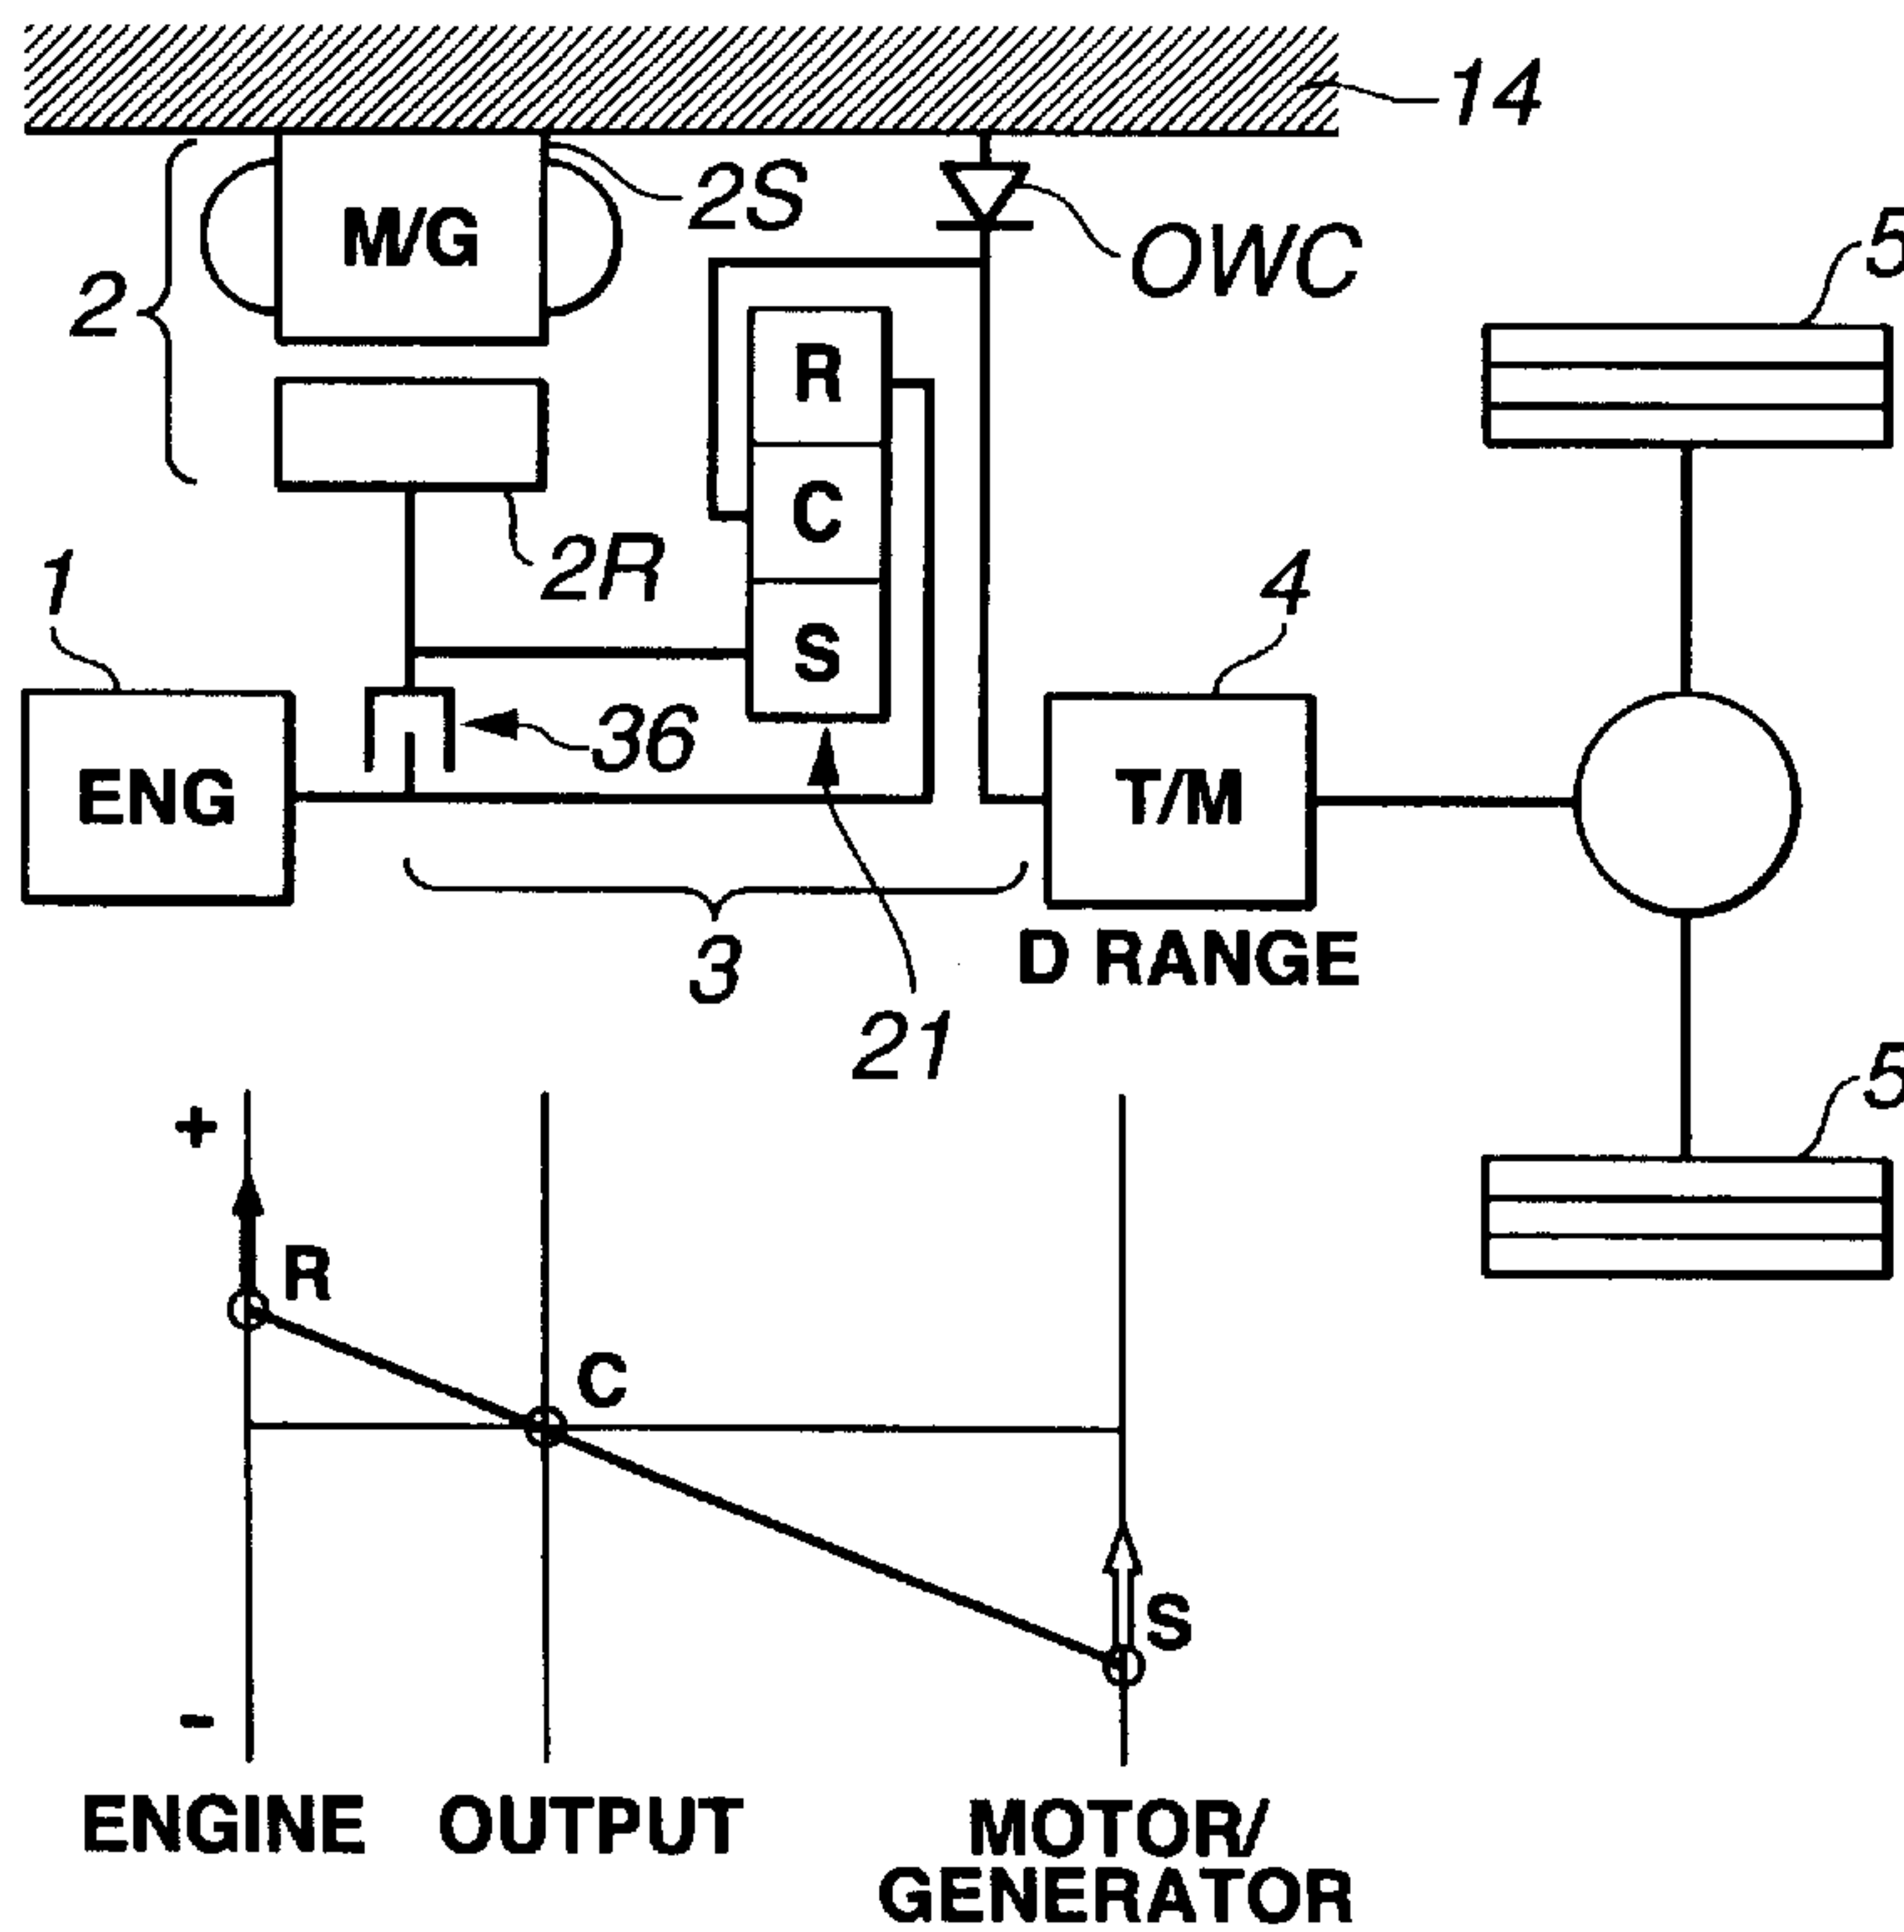 14
2S
M/G
OWC
5
2
R
C
2R
1
4
S
36
ENG
T/M
3
D RANGE
21
5
+
R
C
S
-
ENGINE
OUTPUT
MOTOR/
GENERATOR